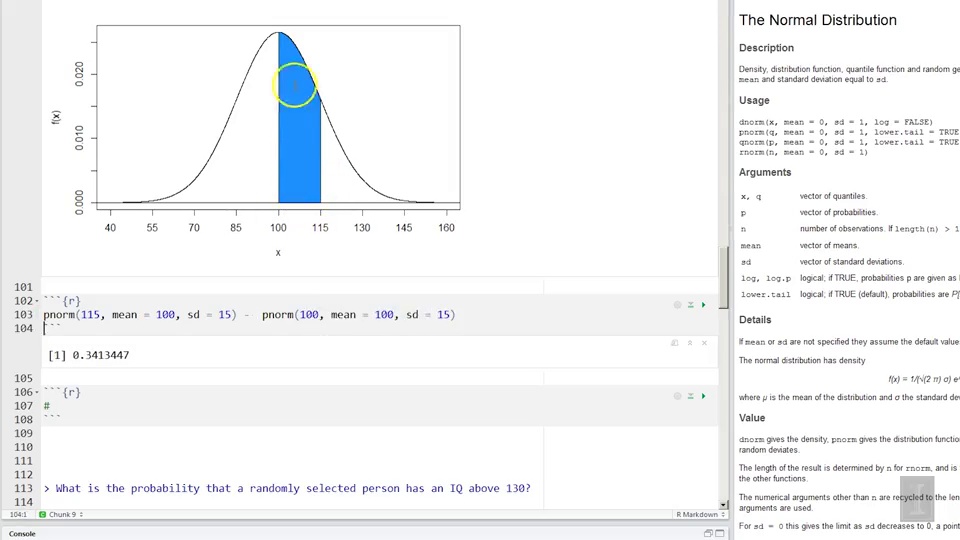 0.020
0.010
0.000
f(x)
40 55 70 85 100 115 130 145 160
x
101
102 ```{r}
103 pnorm(115, mean = 100, sd = 15) - pnorm(100, mean = 100, sd = 15)
104 ```
[1] 0.3413447
105
106 ```{r}
107 #
108 ```
109
110
111
112
113 > What is the probability that a randomly selected person has an IQ above 130?
114
104:1 Chunk 9 R Markdown
Console
The Normal Distribution
Description
Density, distribution function, quantile function and random ge
mean and standard deviation equal to sd.
Usage
dnorm(x, mean = 0, sd = 1, log = FALSE)
pnorm(q, mean = 0, sd = 1, lower.tail = TRUE
qnorm(p, mean = 0, sd = 1, lower.tail = TRUE
rnorm(n, mean = 0, sd = 1)
Arguments
x, q vector of quantiles.
p vector of probabilities.
n number of observations. If length(n) > 1
mean vector of means.
sd vector of standard deviations.
log, log.p logical; if TRUE, probabilities p are given as l
lower.tail logical; if TRUE (default), probabilities are P[
Details
If mean or sd are not specified they assume the default values
The normal distribution has density
f(x) = 1/(√(2 π) σ) e^
where μ is the mean of the distribution and σ the standard dev
Value
dnorm gives the density, pnorm gives the distribution function
random deviates.
The length of the result is determined by n for rnorm, and is
the other functions.
The numerical arguments other than n are recycled to the len
arguments are used.
For sd = 0 this gives the limit as sd decreases to 0, a point